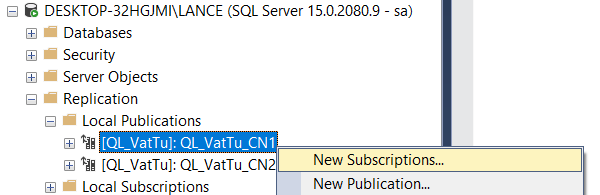 DESKTOP-32HGJMI\LANCE (SQL Server 15.0.2080.9 - sa)
Databases
Security
Server Objects
Replication
Local Publications
[QL_VatTu]: QL_VatTu_CN1
[QL_VatTu]: QL_VatTu_CN2
Local Subscriptions
New Subscriptions...
New Publication...